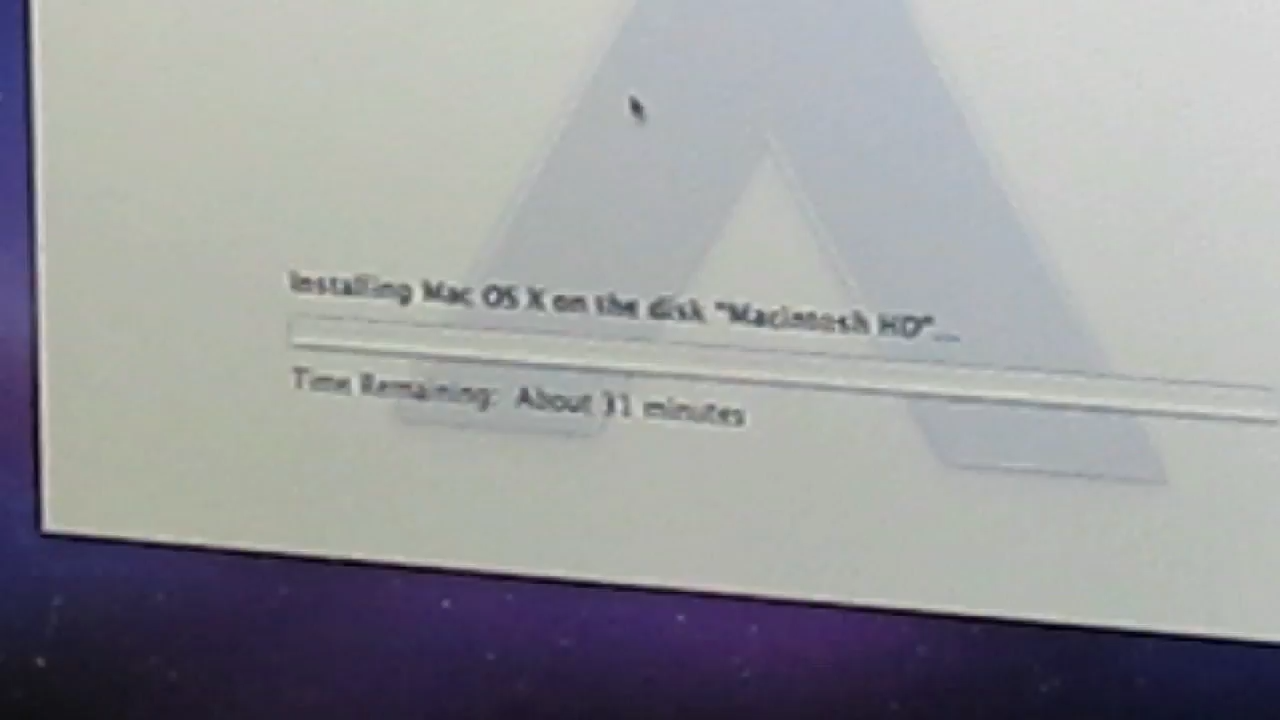 Installing Mac OS X on the disk "Macintosh HD"...
Time Remaining: About 31 minutes